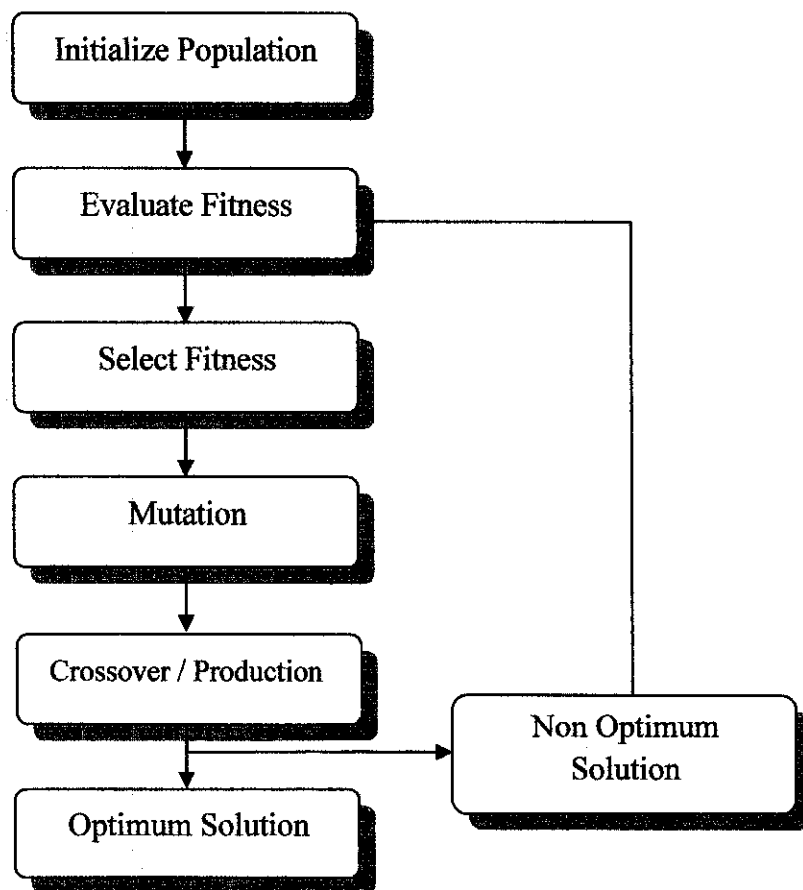 Initialize Population
Evaluate Fitness
Select Fitness
Mutation
Crossover / Production
Non Optimum
Solution
Optimum Solution